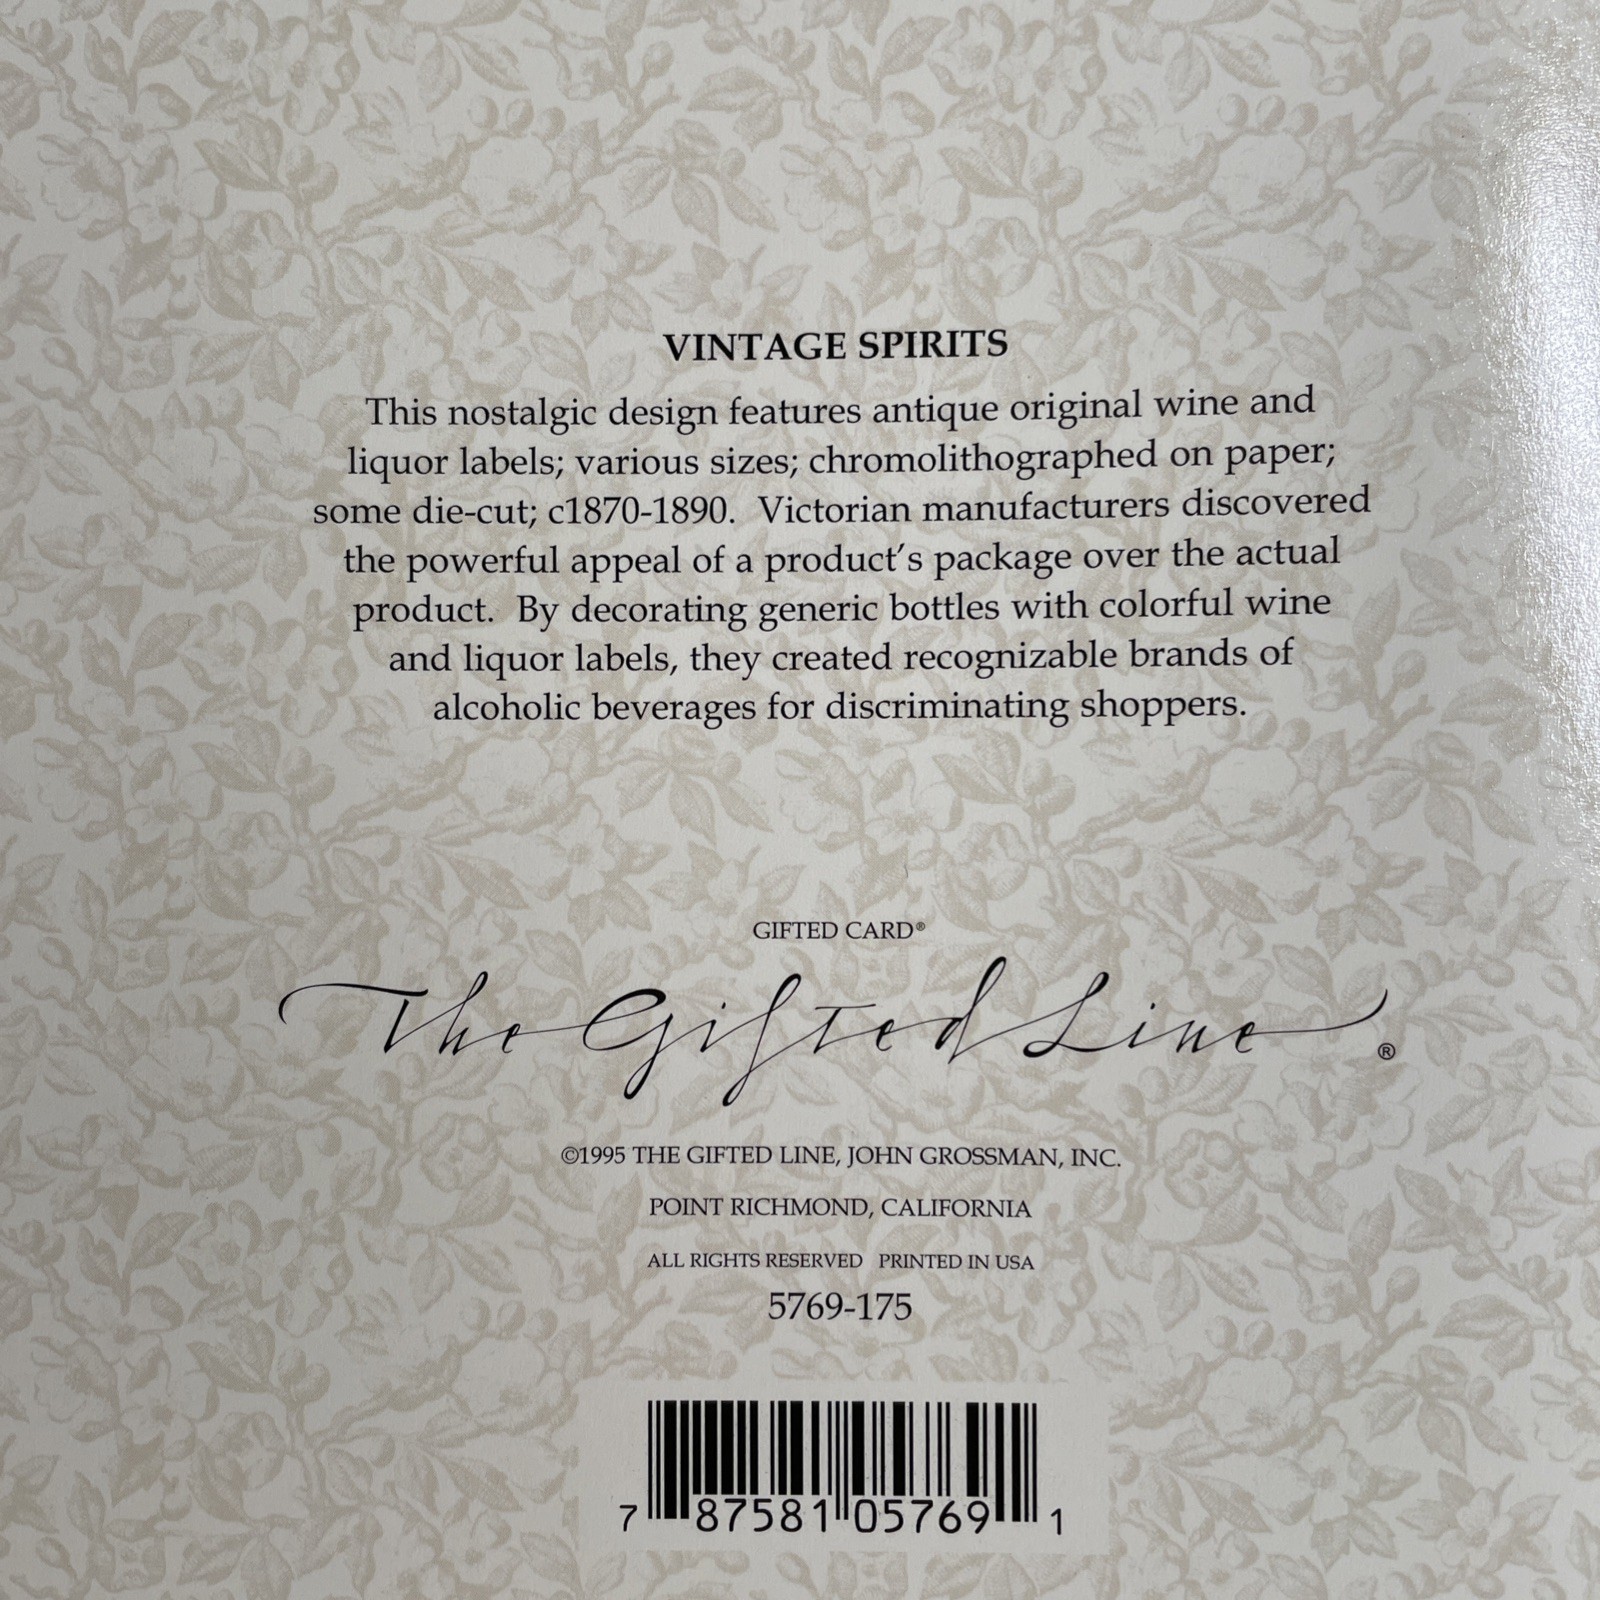 VINTAGE SPIRITS
This nostalgic design features antique original wine and
liquor labels; various sizes; chromolithographed on paper;
some die-cut; c1870-1890.  Victorian manufacturers discovered
the powerful appeal of a product's package over the actual
product.  By decorating generic bottles with colorful wine
and liquor labels, they created recognizable brands of
alcoholic beverages for discriminating shoppers.
GIFTED CARD®
The Gifted Line®
©1995 THE GIFTED LINE, JOHN GROSSMAN, INC.
POINT RICHMOND, CALIFORNIA
ALL RIGHTS RESERVED  PRINTED IN USA
5769-175
7 87581 05769 1